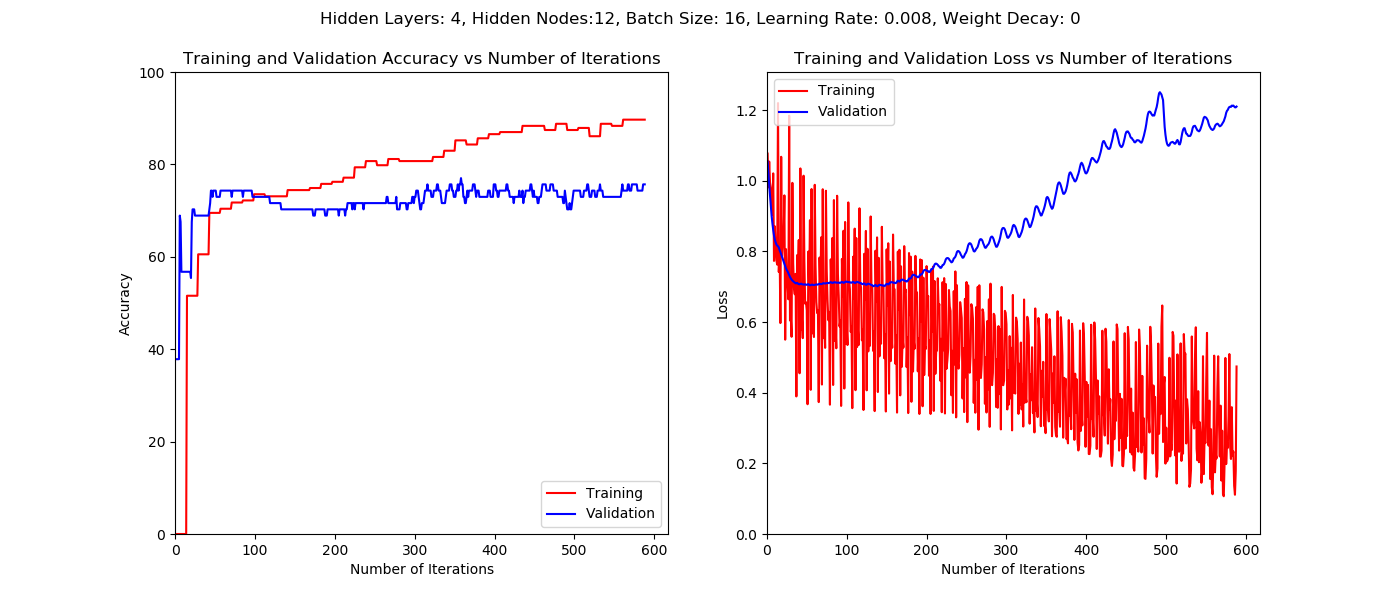 Hidden Layers: 4, Hidden Nodes:12, Batch Size: 16, Learning Rate: 0.008, Weight Decay: 0
Training and Validation Accuracy vs Number of Iterations
100
80
60
40
20
0
Accuracy
0 100 200 300 400 500 600
Number of Iterations
Training
Validation
Training and Validation Loss vs Number of Iterations
1.2
1.0
0.8
0.6
0.4
0.2
0.0
Loss
0 100 200 300 400 500 600
Number of Iterations
Training
Validation